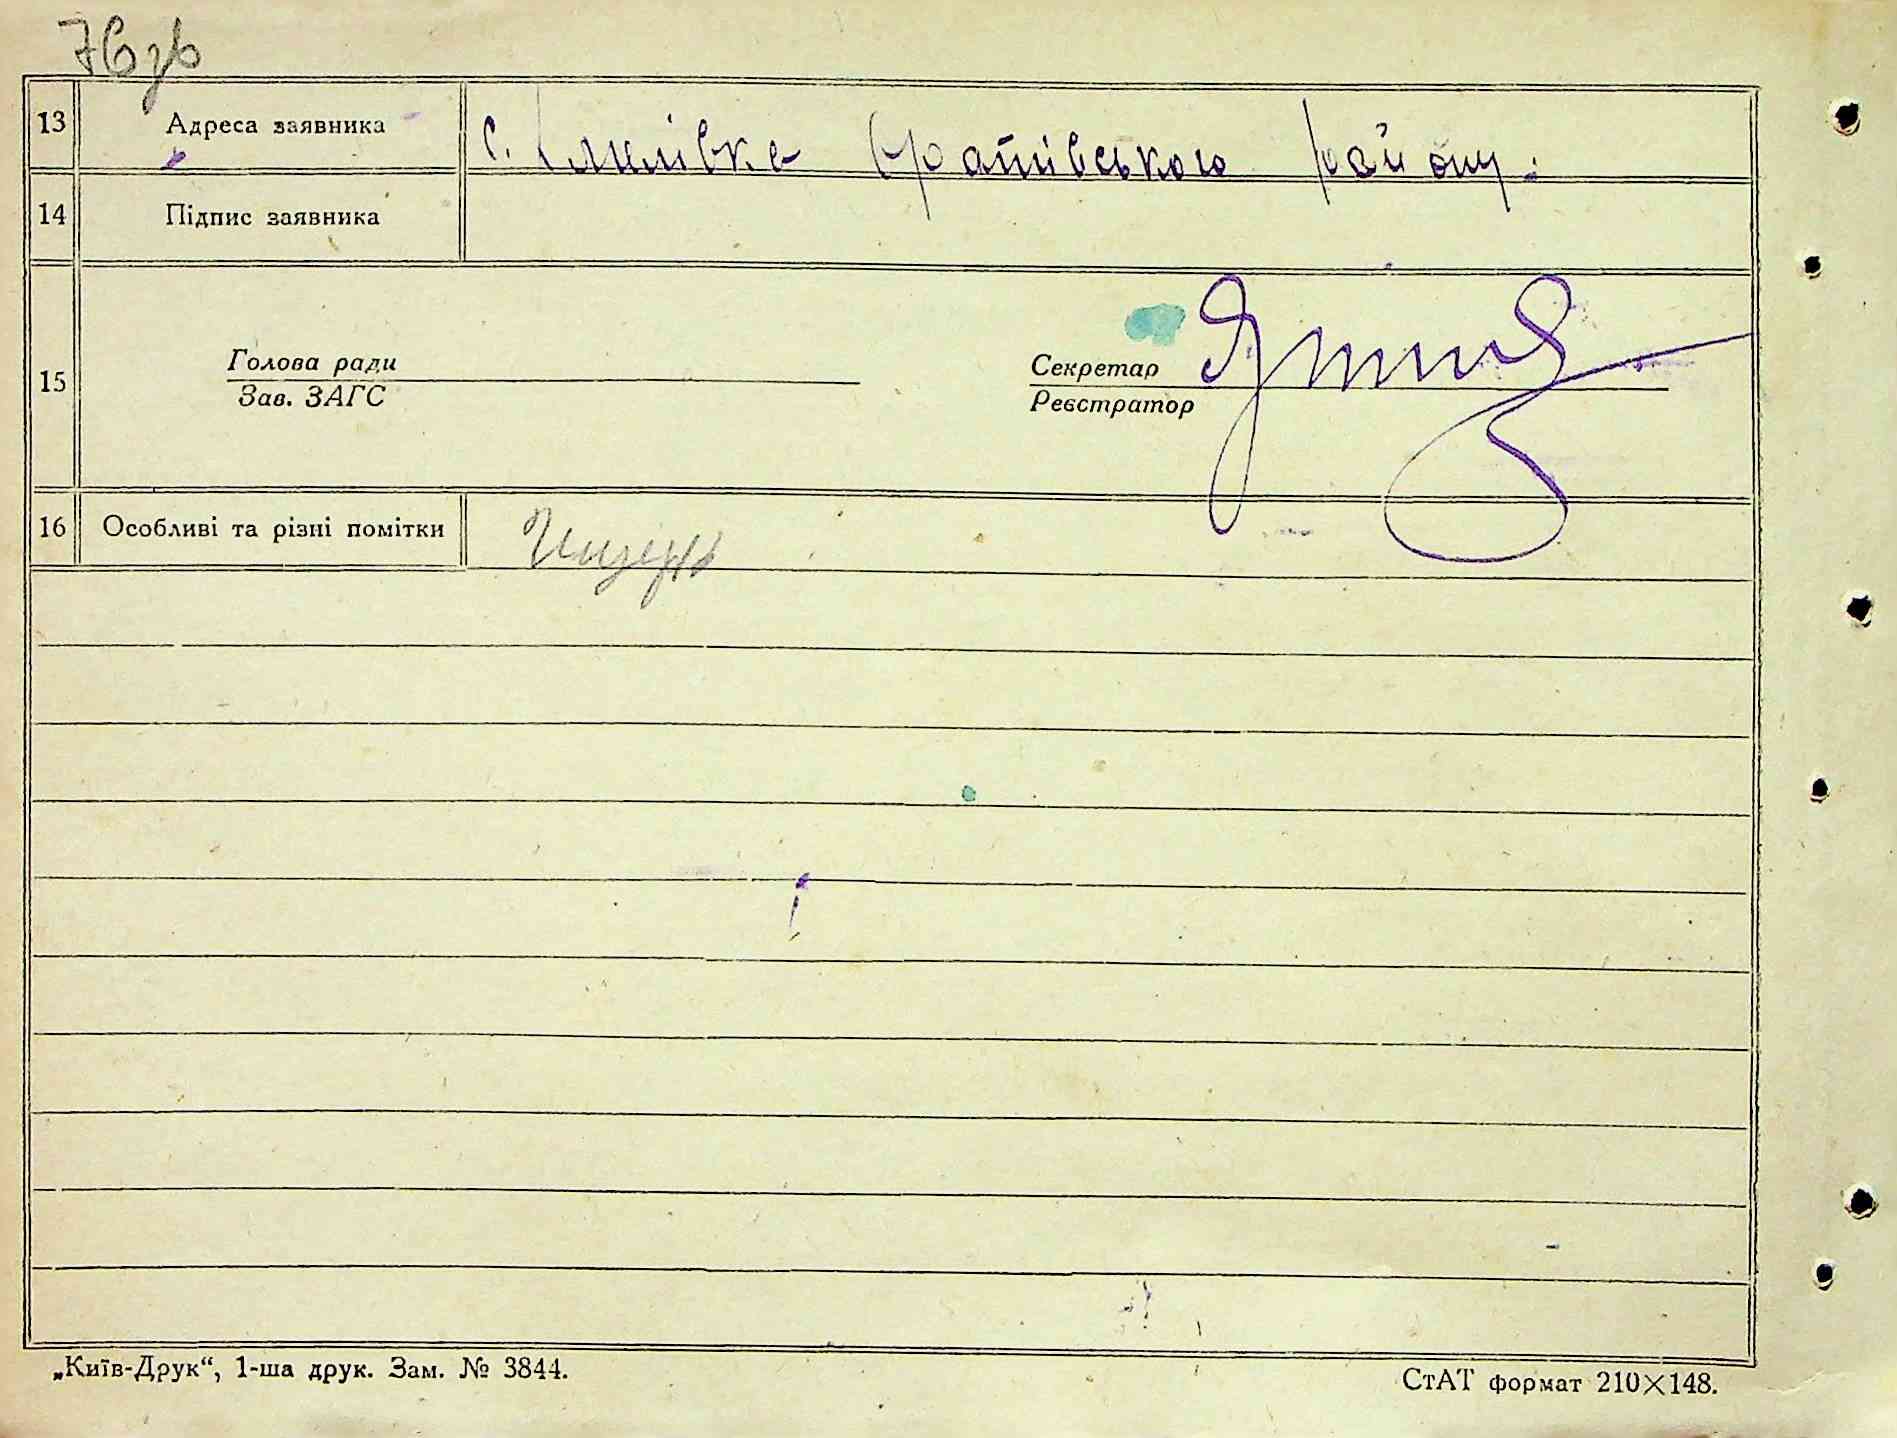 76зв
13 Адреса заявника с. району.
14 Підпис заявника
15 Голова ради Секретар
Зав. ЗАГС Реєстратор
16 Особливі та різні помітки
„Київ-Друк“, 1-ша друк. Зам. № 3844. СтАТ формат 210×148.